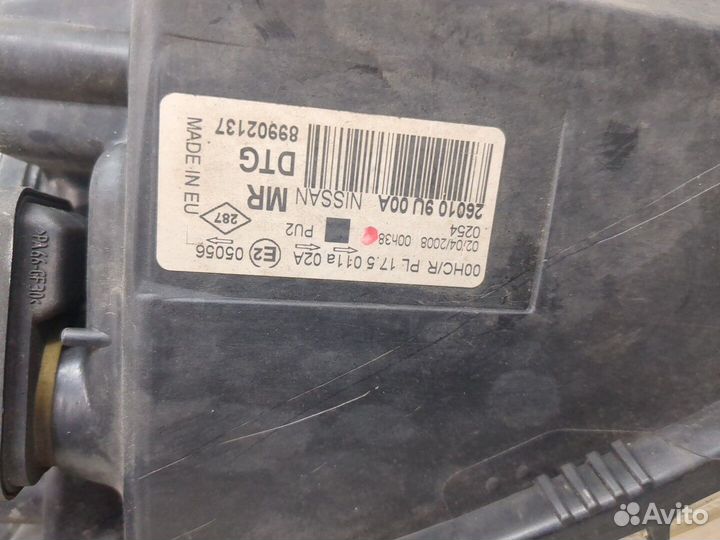 00HC/R PL 17.5 011a 02A
E2 05056
02/04/2008 00h38
PU2
287
0254
26010 9U 00A NISSAN
MR
DTG
89902137
MADE IN EU
Avito